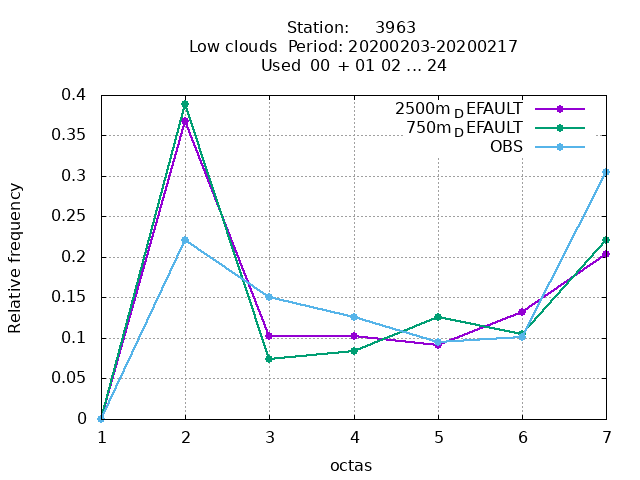 Station: 3963
Low clouds Period: 20200203-20200217
Used 00 + 01 02 ... 24
2500m_DEFAULT
750m_DEFAULT
OBS
0.4
0.35
0.3
0.25
0.2
0.15
0.1
0.05
0
Relative frequency
1 2 3 4 5 6 7
octas